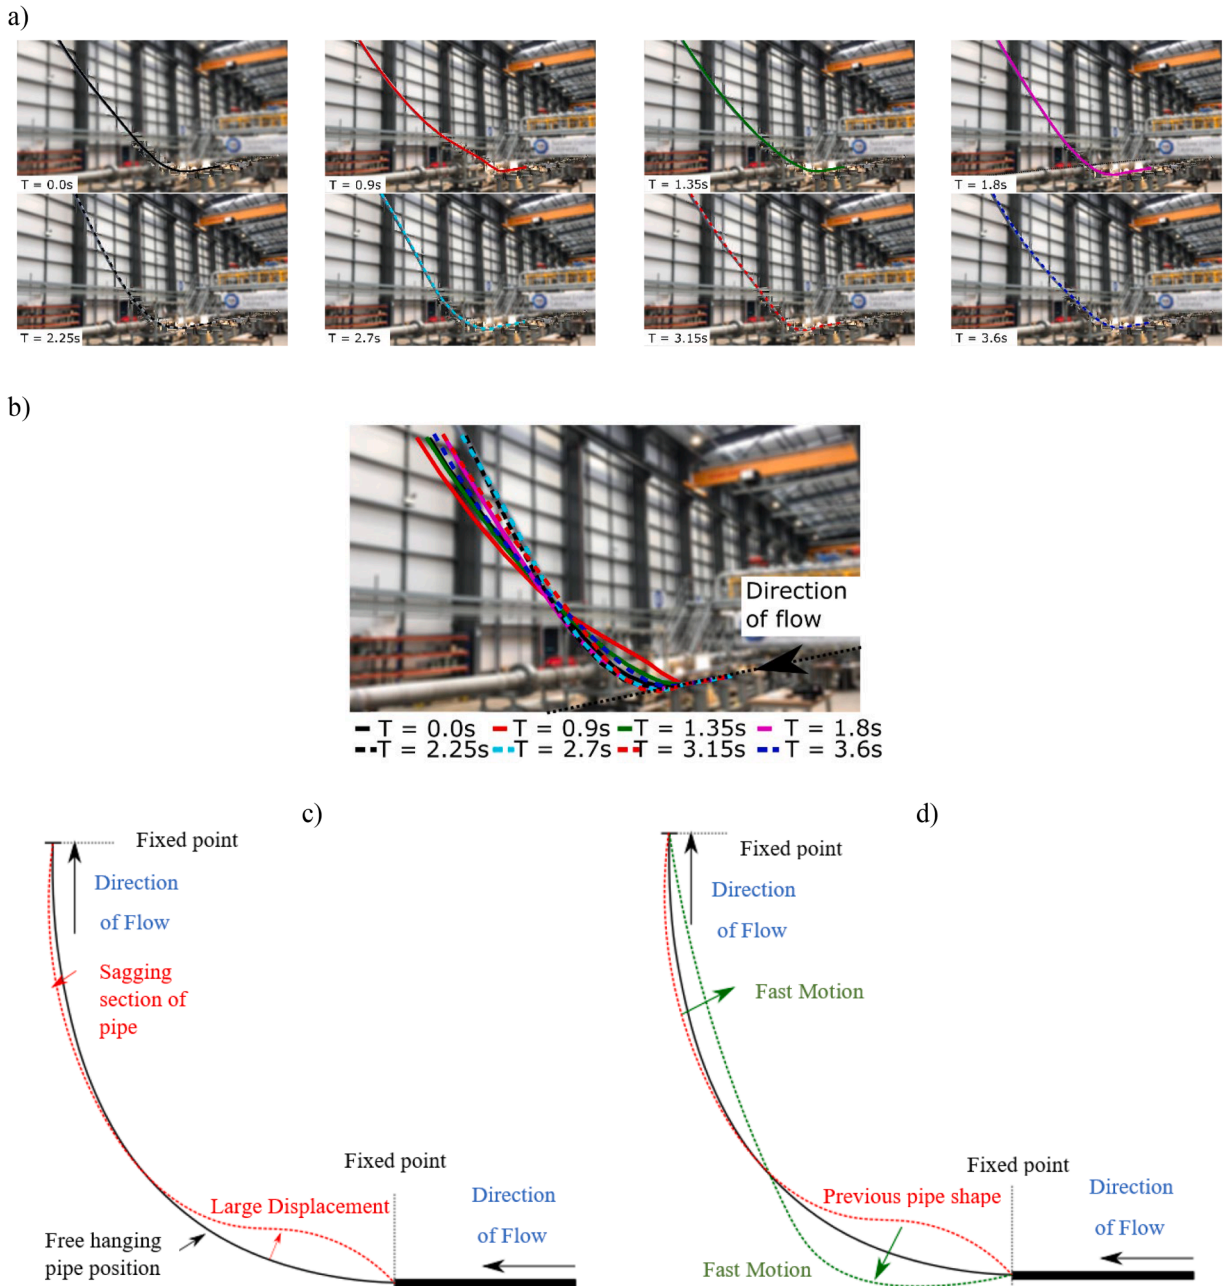 a)
T = 0.0s
T = 0.9s
T = 1.35s
T = 1.8s
T = 2.25s
T = 2.7s
T = 3.15s
T = 3.6s
b)
Direction
of flow
T = 0.0s T = 0.9s T = 1.35s T = 1.8s
T = 2.25s T = 2.7s T = 3.15s T = 3.6s
c)
Fixed point
Direction
of Flow
Sagging
section of
pipe
Fixed point
Large Displacement
Direction
of Flow
Free hanging
pipe position
d)
Fixed point
Direction
of Flow
Fast Motion
Fixed point
Previous pipe shape
Direction
of Flow
Fast Motion